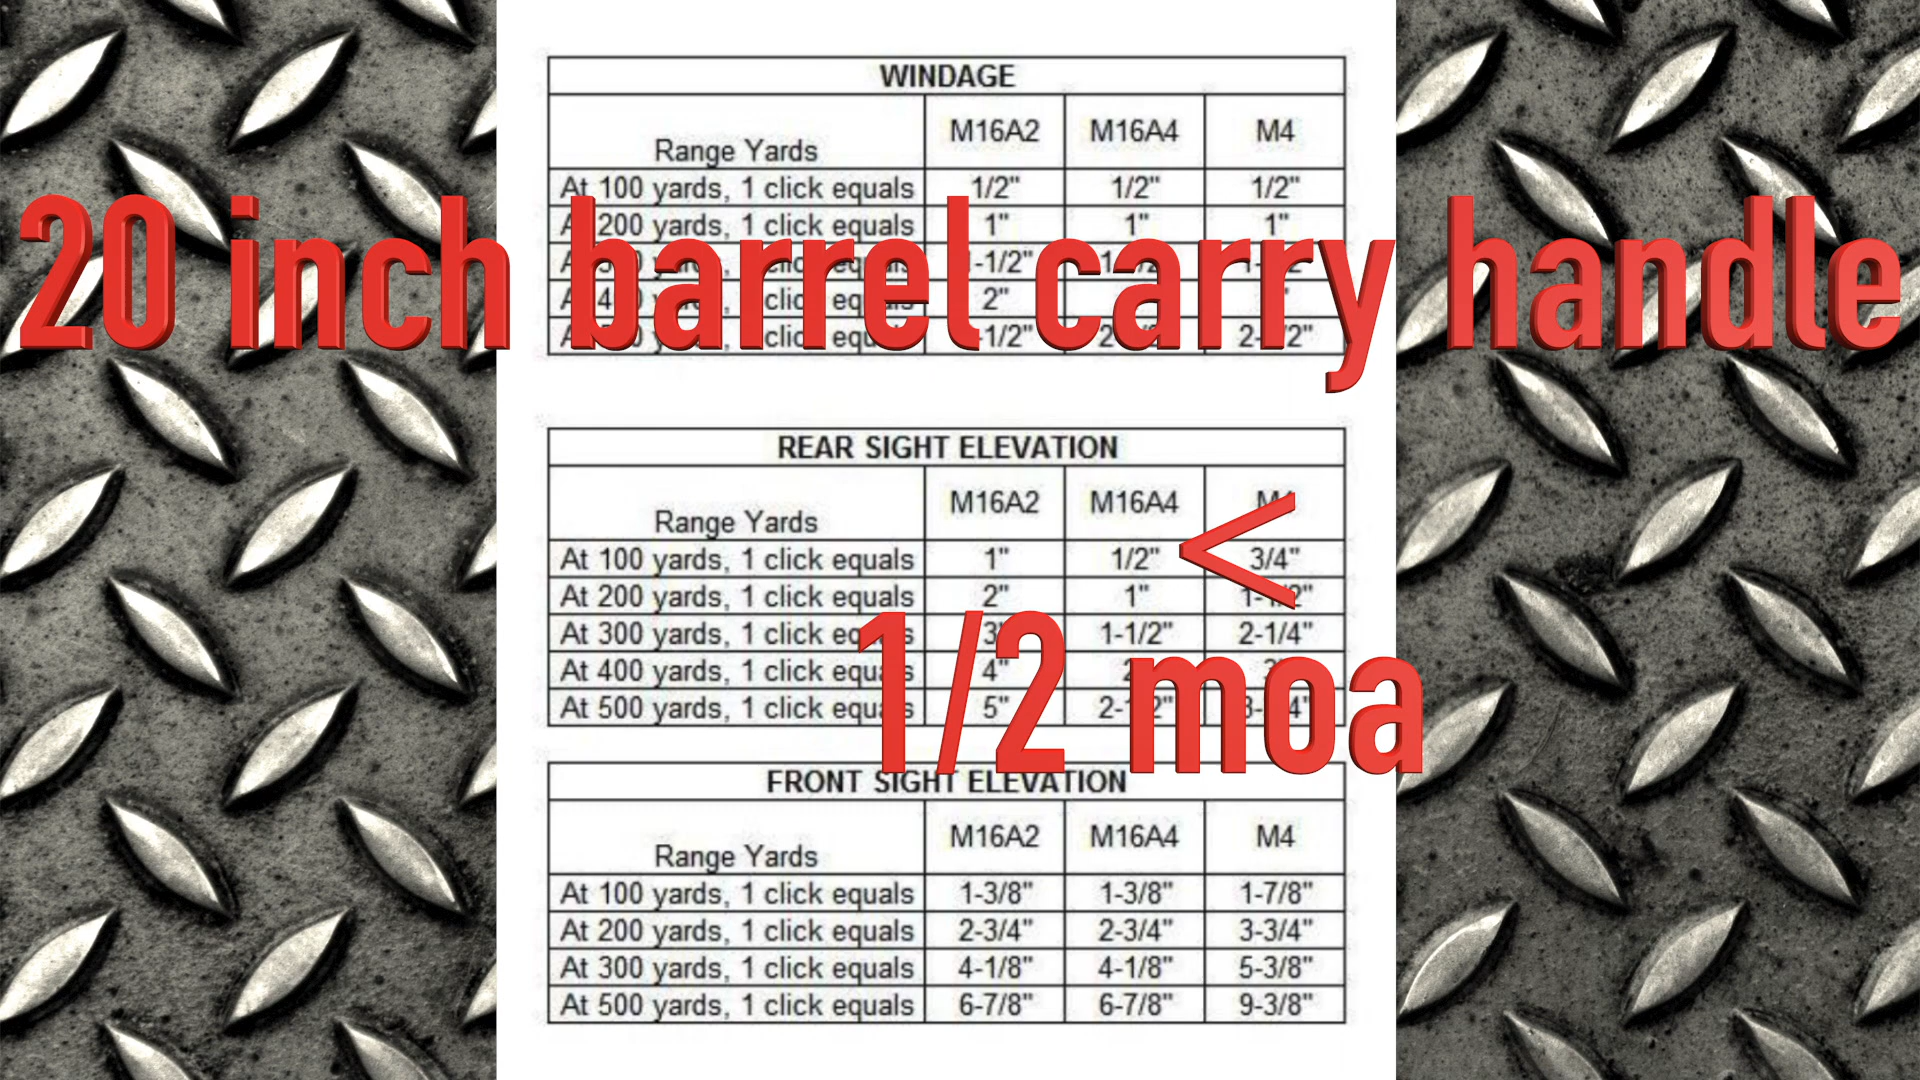 WINDAGE
Range Yards M16A2 M16A4 M4
At 100 yards, 1 click equals 1/2" 1/2" 1/2"
200 yards, 1 click equals 1" 1" 1"
20 inch barrel carry handle
2"
REAR SIGHT ELEVATION
Range Yards M16A2 M16A4 M4
<
At 100 yards, 1 click equals 1" 1/2" 3/4"
At 200 yards, 1 click equals 2" 1"
At 300 yards, 1 click 3" 1-1/2" 2-1/4"
At 400 yards, 1 click equals 4"
At 500 yards, 1 click equals 5"
1/2 moa
FRONT SIGHT ELEVATION
Range Yards M16A2 M16A4 M4
At 100 yards, 1 click equals 1-3/8" 1-3/8" 1-7/8"
At 200 yards, 1 click equals 2-3/4" 2-3/4" 3-3/4"
At 300 yards, 1 click equals 4-1/8" 4-1/8" 5-3/8"
At 500 yards, 1 click equals 6-7/8" 6-7/8" 9-3/8"